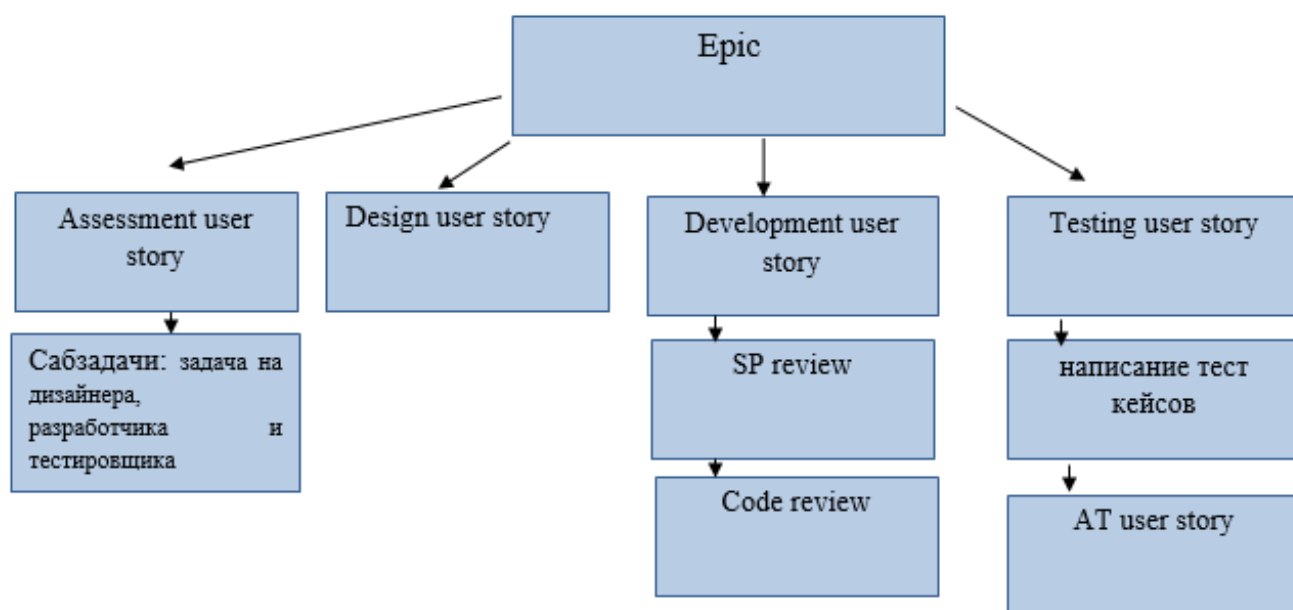 Epic
Assessment user
story
Design user story
Development user
story
Testing user story
Сабзадачи: задача на
дизайнера,
разработчика и
тестировщика
SP review
написание тест
кейсов
Code review
AT user story